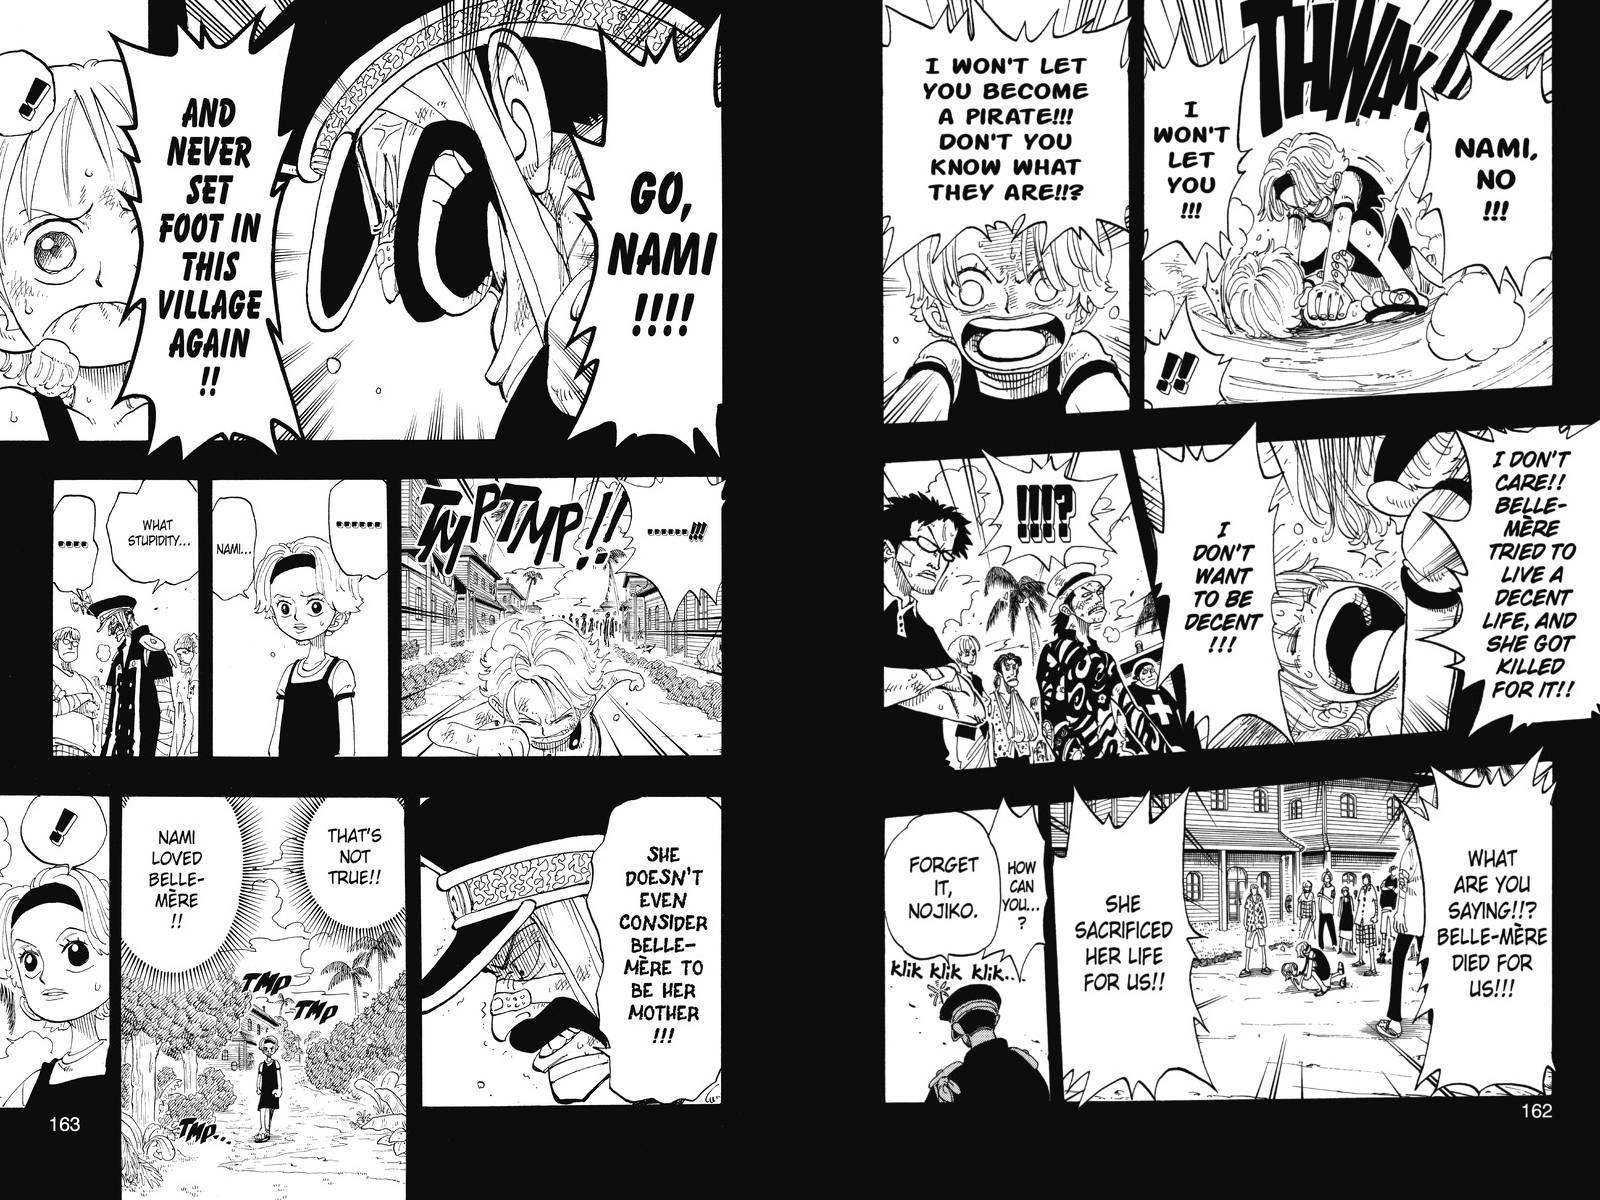 THWAK!!
NAMI,
NO
!!!
I
WON'T
LET
YOU
!!!
!!
I WON'T LET
YOU BECOME
A PIRATE!!!
DON'T YOU
KNOW WHAT
THEY ARE!!?
I DON'T
CARE!!
BELLE-
MÈRE
TRIED TO
LIVE A
DECENT
LIFE, AND
SHE GOT
KILLED
FOR IT!!
I
DON'T
WANT
TO BE
DECENT
!!!
!!!!?
WHAT
ARE YOU
SAYING!!?
BELLE-MÈRE
DIED FOR
US!!!
SHE
SACRIFICED
HER LIFE
FOR US!!
HOW
CAN
YOU...
?
FORGET
IT,
NOJIKO.
klik klik klik...
162
GO,
NAMI
!!!!
AND
NEVER
SET
FOOT IN
THIS
VILLAGE
AGAIN
!!
!!
......!!!
TMP TMP!!
......
NAMI...
WHAT
STUPIDITY...
....
SHE
DOESN'T
EVEN
CONSIDER
BELLE-
MÈRE TO
BE HER
MOTHER
!!!
THAT'S
NOT
TRUE!!
NAMI
LOVED
BELLE-
MÈRE
!!
TMP
TMP
TMP...
!!
163